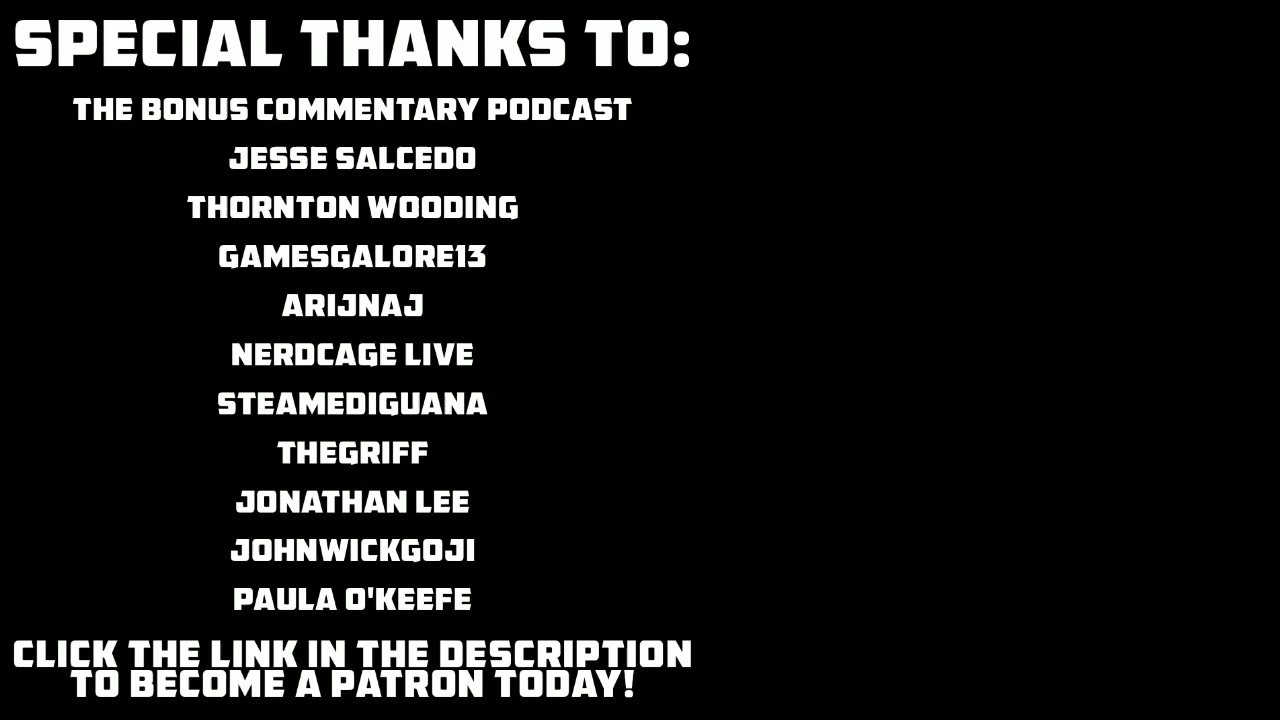 SPECIAL THANKS TO:
THE BONUS COMMENTARY PODCAST
JESSE SALCEDO
THORNTON WOODING
GAMESGALORE13
ARIJNAJ
NERDCAGE LIVE
STEAMEDIGUANA
THEGRIFF
JONATHAN LEE
JOHNWICKGOJI
PAULA O'KEEFE
CLICK THE LINK IN THE DESCRIPTION
TO BECOME A PATRON TODAY!